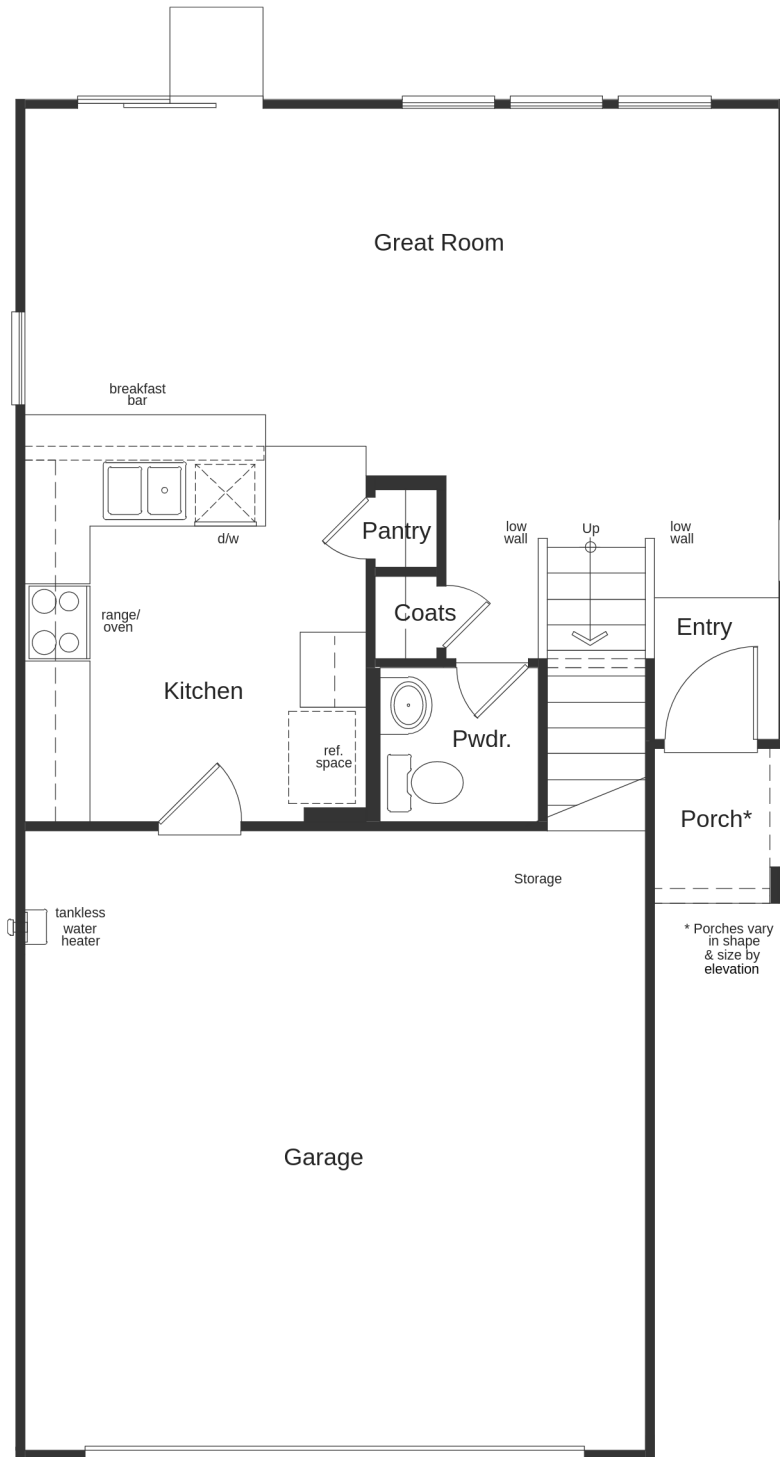 Great Room
breakfast
bar
d/w
Pantry
low
wall
Up
low
wall
range/
oven
Coats
Entry
Kitchen
Pwdr.
ref.
space
Porch*
Storage
tankless
water
heater
* Porches vary
in shape
& size by
elevation
Garage